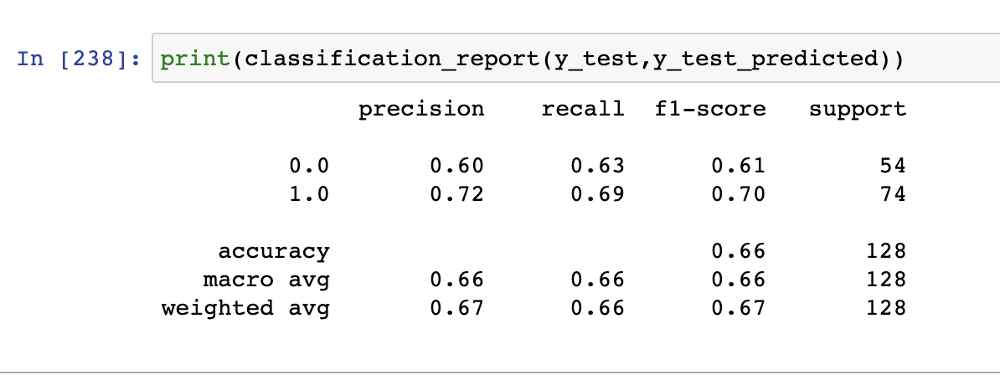 In [238]: print(classification_report(y_test,y_test_predicted))
precision recall f1-score support
0.0 0.60 0.63 0.61 54
1.0 0.72 0.69 0.70 74
accuracy 0.66 128
macro avg 0.66 0.66 0.66 128
weighted avg 0.67 0.66 0.67 128